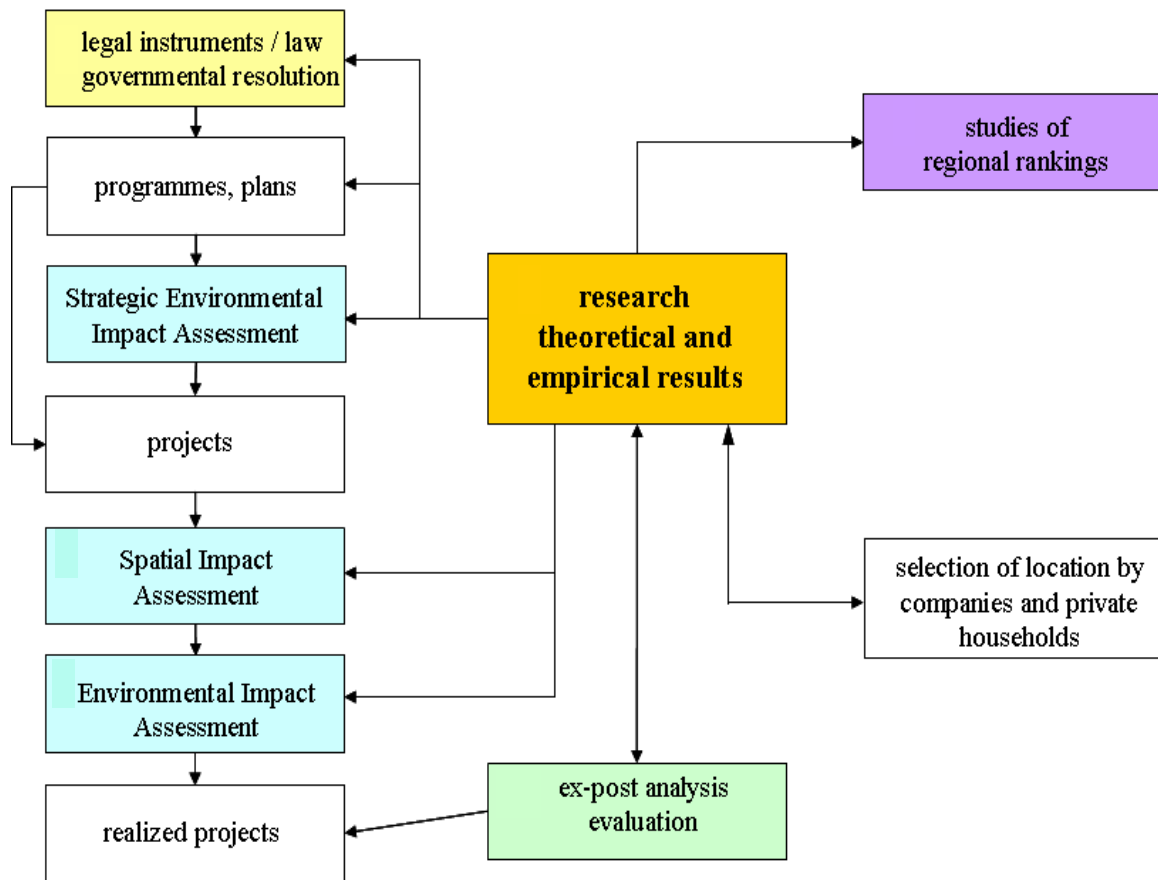 legal instruments / law
governmental resolution
programmes, plans
Strategic Environmental
Impact Assessment
projects
Spatial Impact
Assessment
Environmental Impact
Assessment
realized projects
research
theoretical and
empirical results
ex-post analysis
evaluation
studies of
regional rankings
selection of location by
companies and private
households